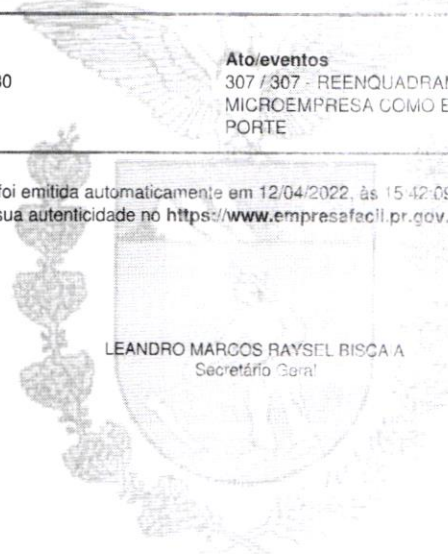 Ato/eventos
30 307 / 307 - REENQUADRAM
MICROEMPRESA COMO E
PORTE
foi emitida automaticamente em 12/04/2022, às 15:42:09
sua autenticidade no https://www.empresafacil.pr.gov.
LEANDRO MARCOS RAYSEL BISCAIA
Secretário Geral